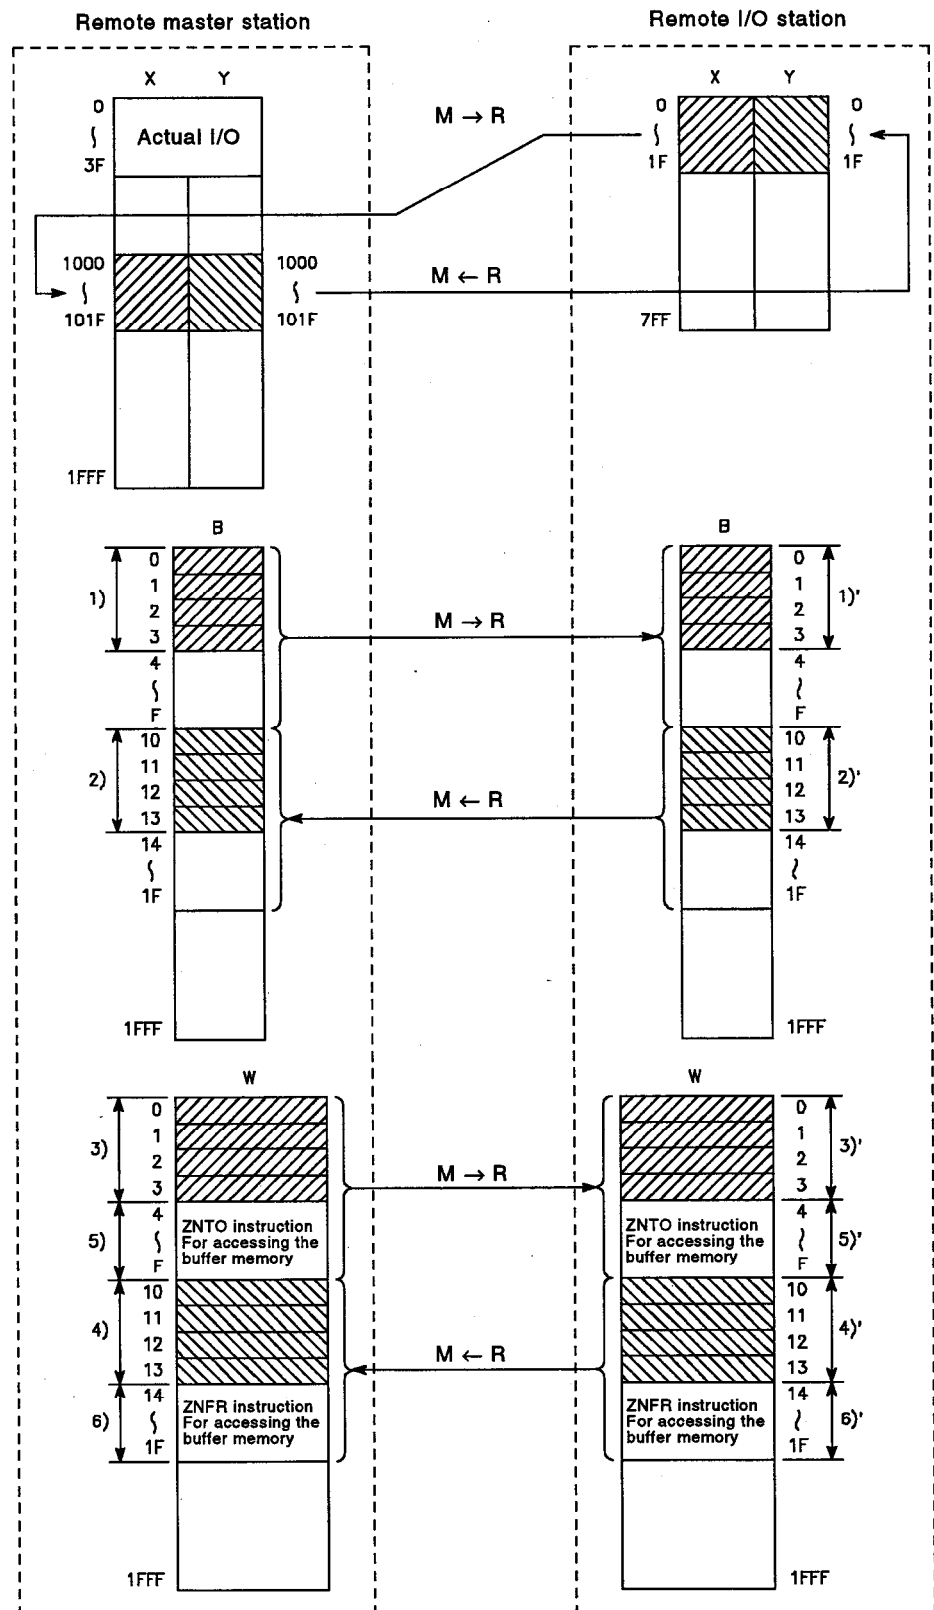 Remote master station
Remote I/O station
X Y
X Y
0
3F
Actual I/O
M → R
0
1F
0
1F
1000
101F
1000
101F
M ← R
7FF
1FFF
B
B
1)
0
1
2
3
4
F
M → R
0
1
2
3
4
F
1)'
2)
10
11
12
13
14
1F
M ← R
10
11
12
13
14
1F
2)'
1FFF
1FFF
W
W
3)
0
1
2
3
M → R
0
1
2
3
3)'
5)
4
F
ZNTO instruction
For accessing the
buffer memory
ZNTO instruction
For accessing the
buffer memory
4
F
5)'
4)
10
11
12
13
M ← R
10
11
12
13
4)'
6)
14
1F
ZNFR instruction
For accessing the
buffer memory
ZNFR instruction
For accessing the
buffer memory
14
1F
6)'
1FFF
1FFF